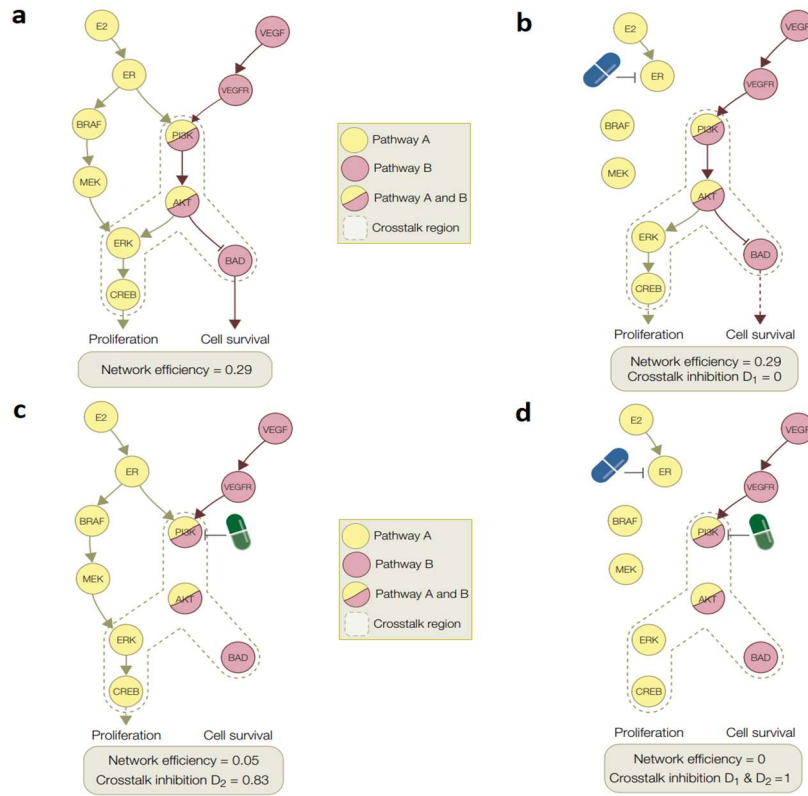 a
E2
VEGF
ER
VEGFR
BRAF
PI3K
MEK
AKT
ERK
BAD
CREB
Proliferation
Cell survival
Network efficiency = 0.29
Pathway A
Pathway B
Pathway A and B
Crosstalk region
b
E2
VEGF
ER
VEGFR
BRAF
PI3K
MEK
AKT
ERK
BAD
CREB
Proliferation
Cell survival
Network efficiency = 0.29
Crosstalk inhibition D₁ = 0
c
E2
VEGF
ER
VEGFR
BRAF
PI3K
MEK
AKT
ERK
BAD
CREB
Proliferation
Cell survival
Network efficiency = 0.05
Crosstalk inhibition D₂ = 0.83
Pathway A
Pathway B
Pathway A and B
Crosstalk region
d
E2
VEGF
ER
VEGFR
BRAF
PI3K
MEK
AKT
ERK
BAD
CREB
Proliferation
Cell survival
Network efficiency = 0
Crosstalk inhibition D₁ & D₂ =1